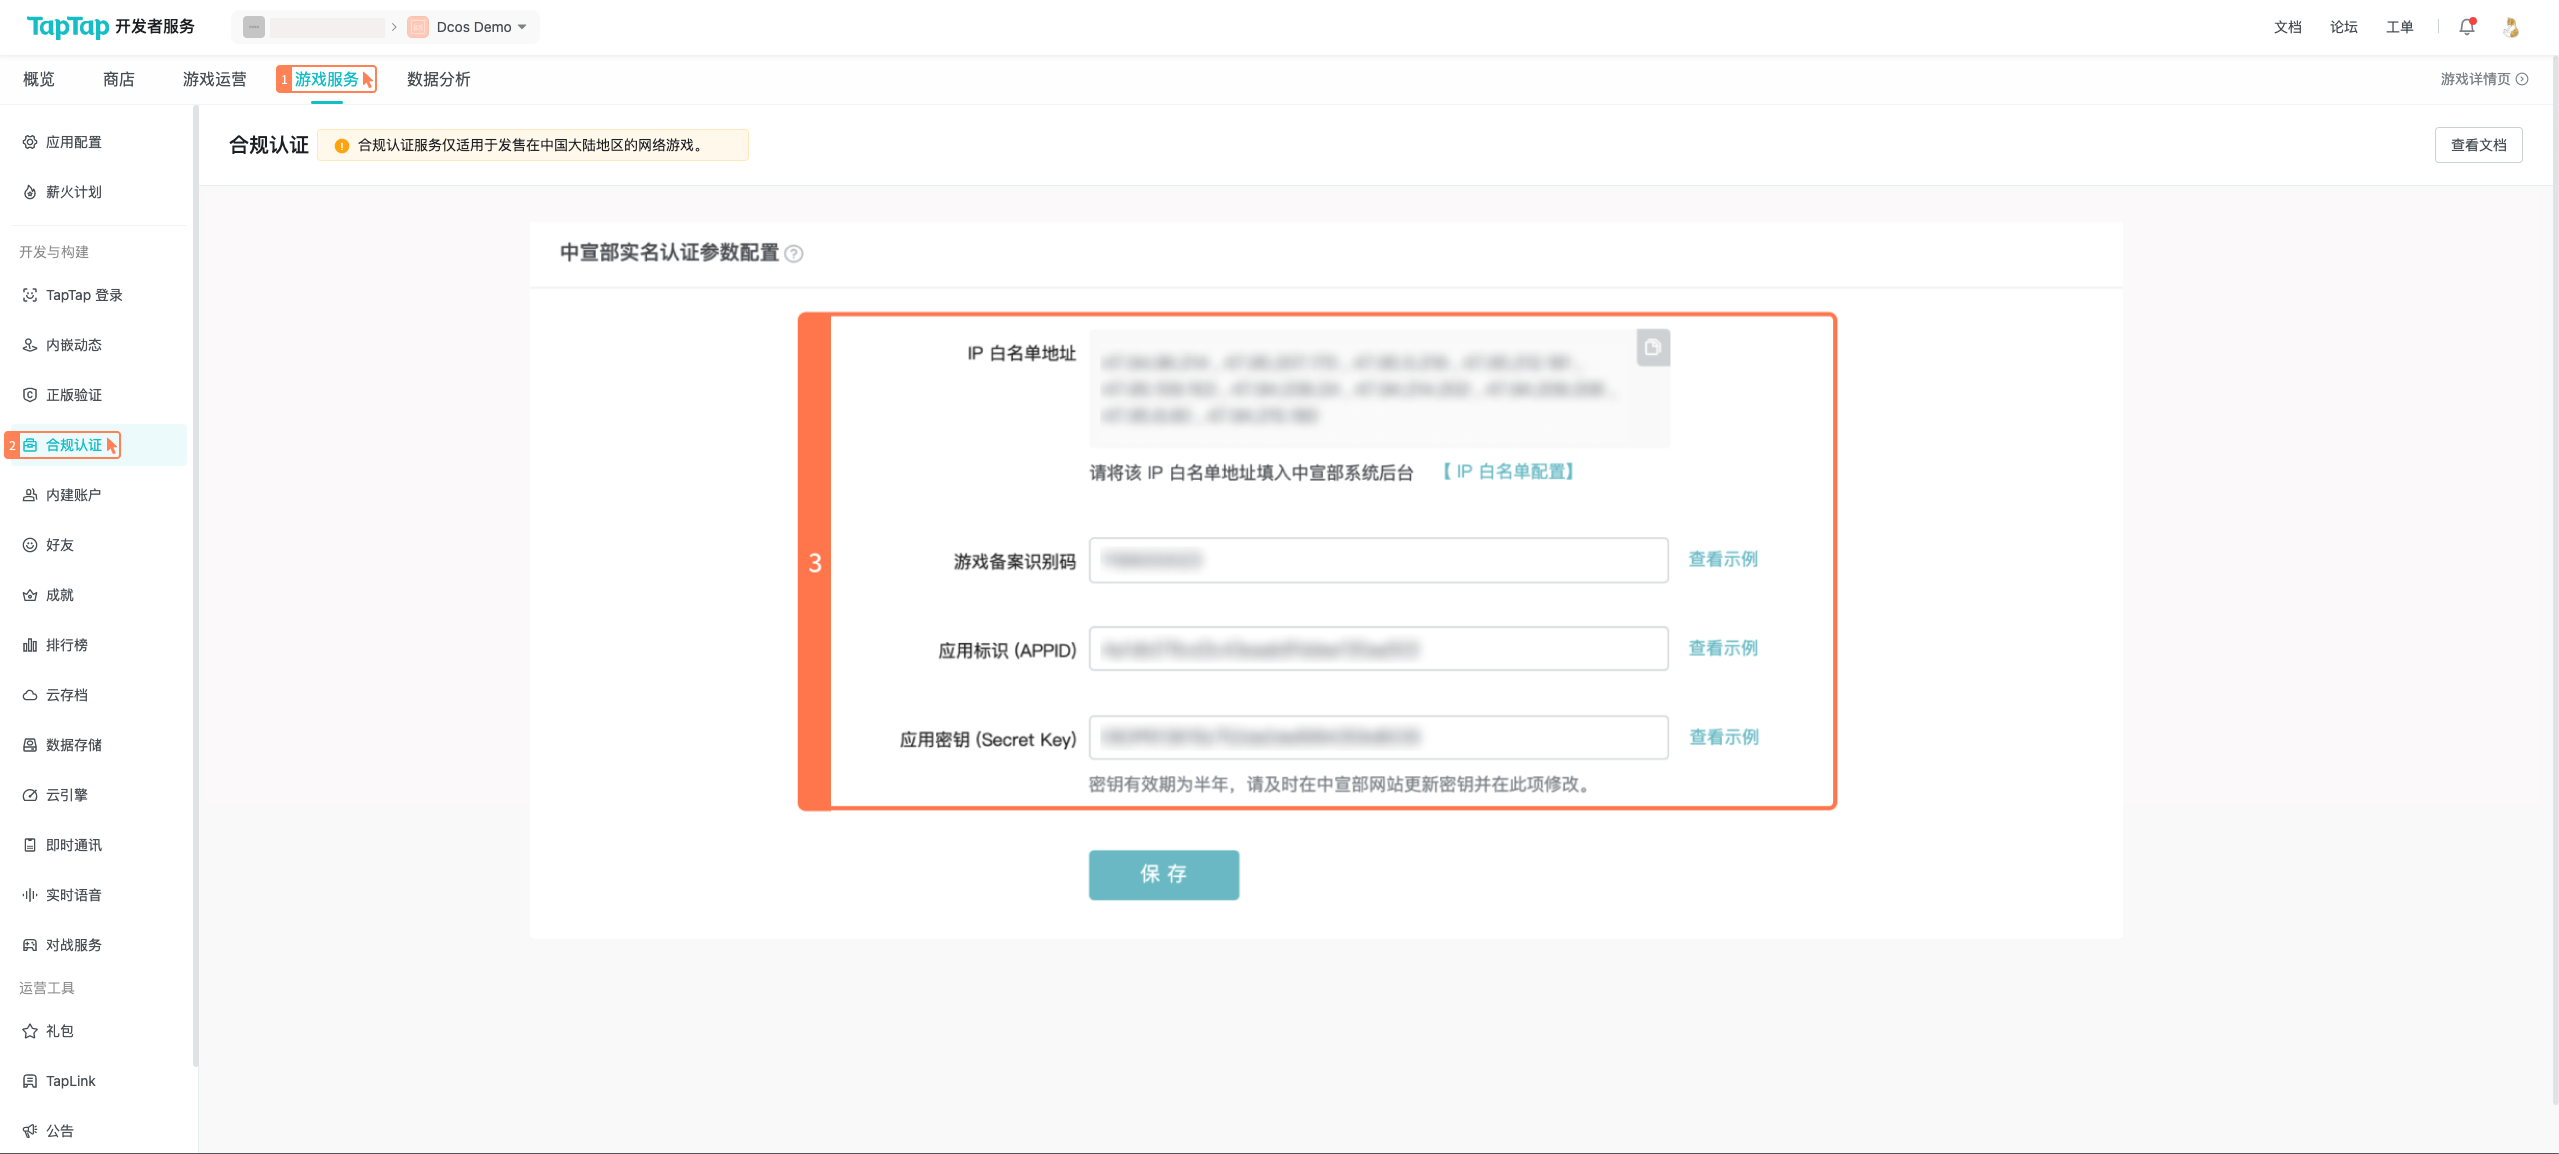 TapTap 开发者服务
Dcos Demo
文档
论坛
工单
概览
商店
游戏运营
1 游戏服务
数据分析
游戏详情页
应用配置
薪火计划
开发与构建
TapTap 登录
内嵌动态
正版验证
2 合规认证
内建账户
好友
成就
排行榜
云存档
数据存储
云引擎
即时通讯
实时语音
对战服务
运营工具
礼包
TapLink
公告
合规认证
合规认证服务仅适用于发售在中国大陆地区的网络游戏。
查看文档
中宣部实名认证参数配置
3
IP 白名单地址
请将该 IP 白名单地址填入中宣部系统后台 【 IP 白名单配置】
游戏备案识别码
查看示例
应用标识 (APPID)
查看示例
应用密钥 (Secret Key)
查看示例
密钥有效期为半年，请及时在中宣部网站更新密钥并在此项修改。
保 存